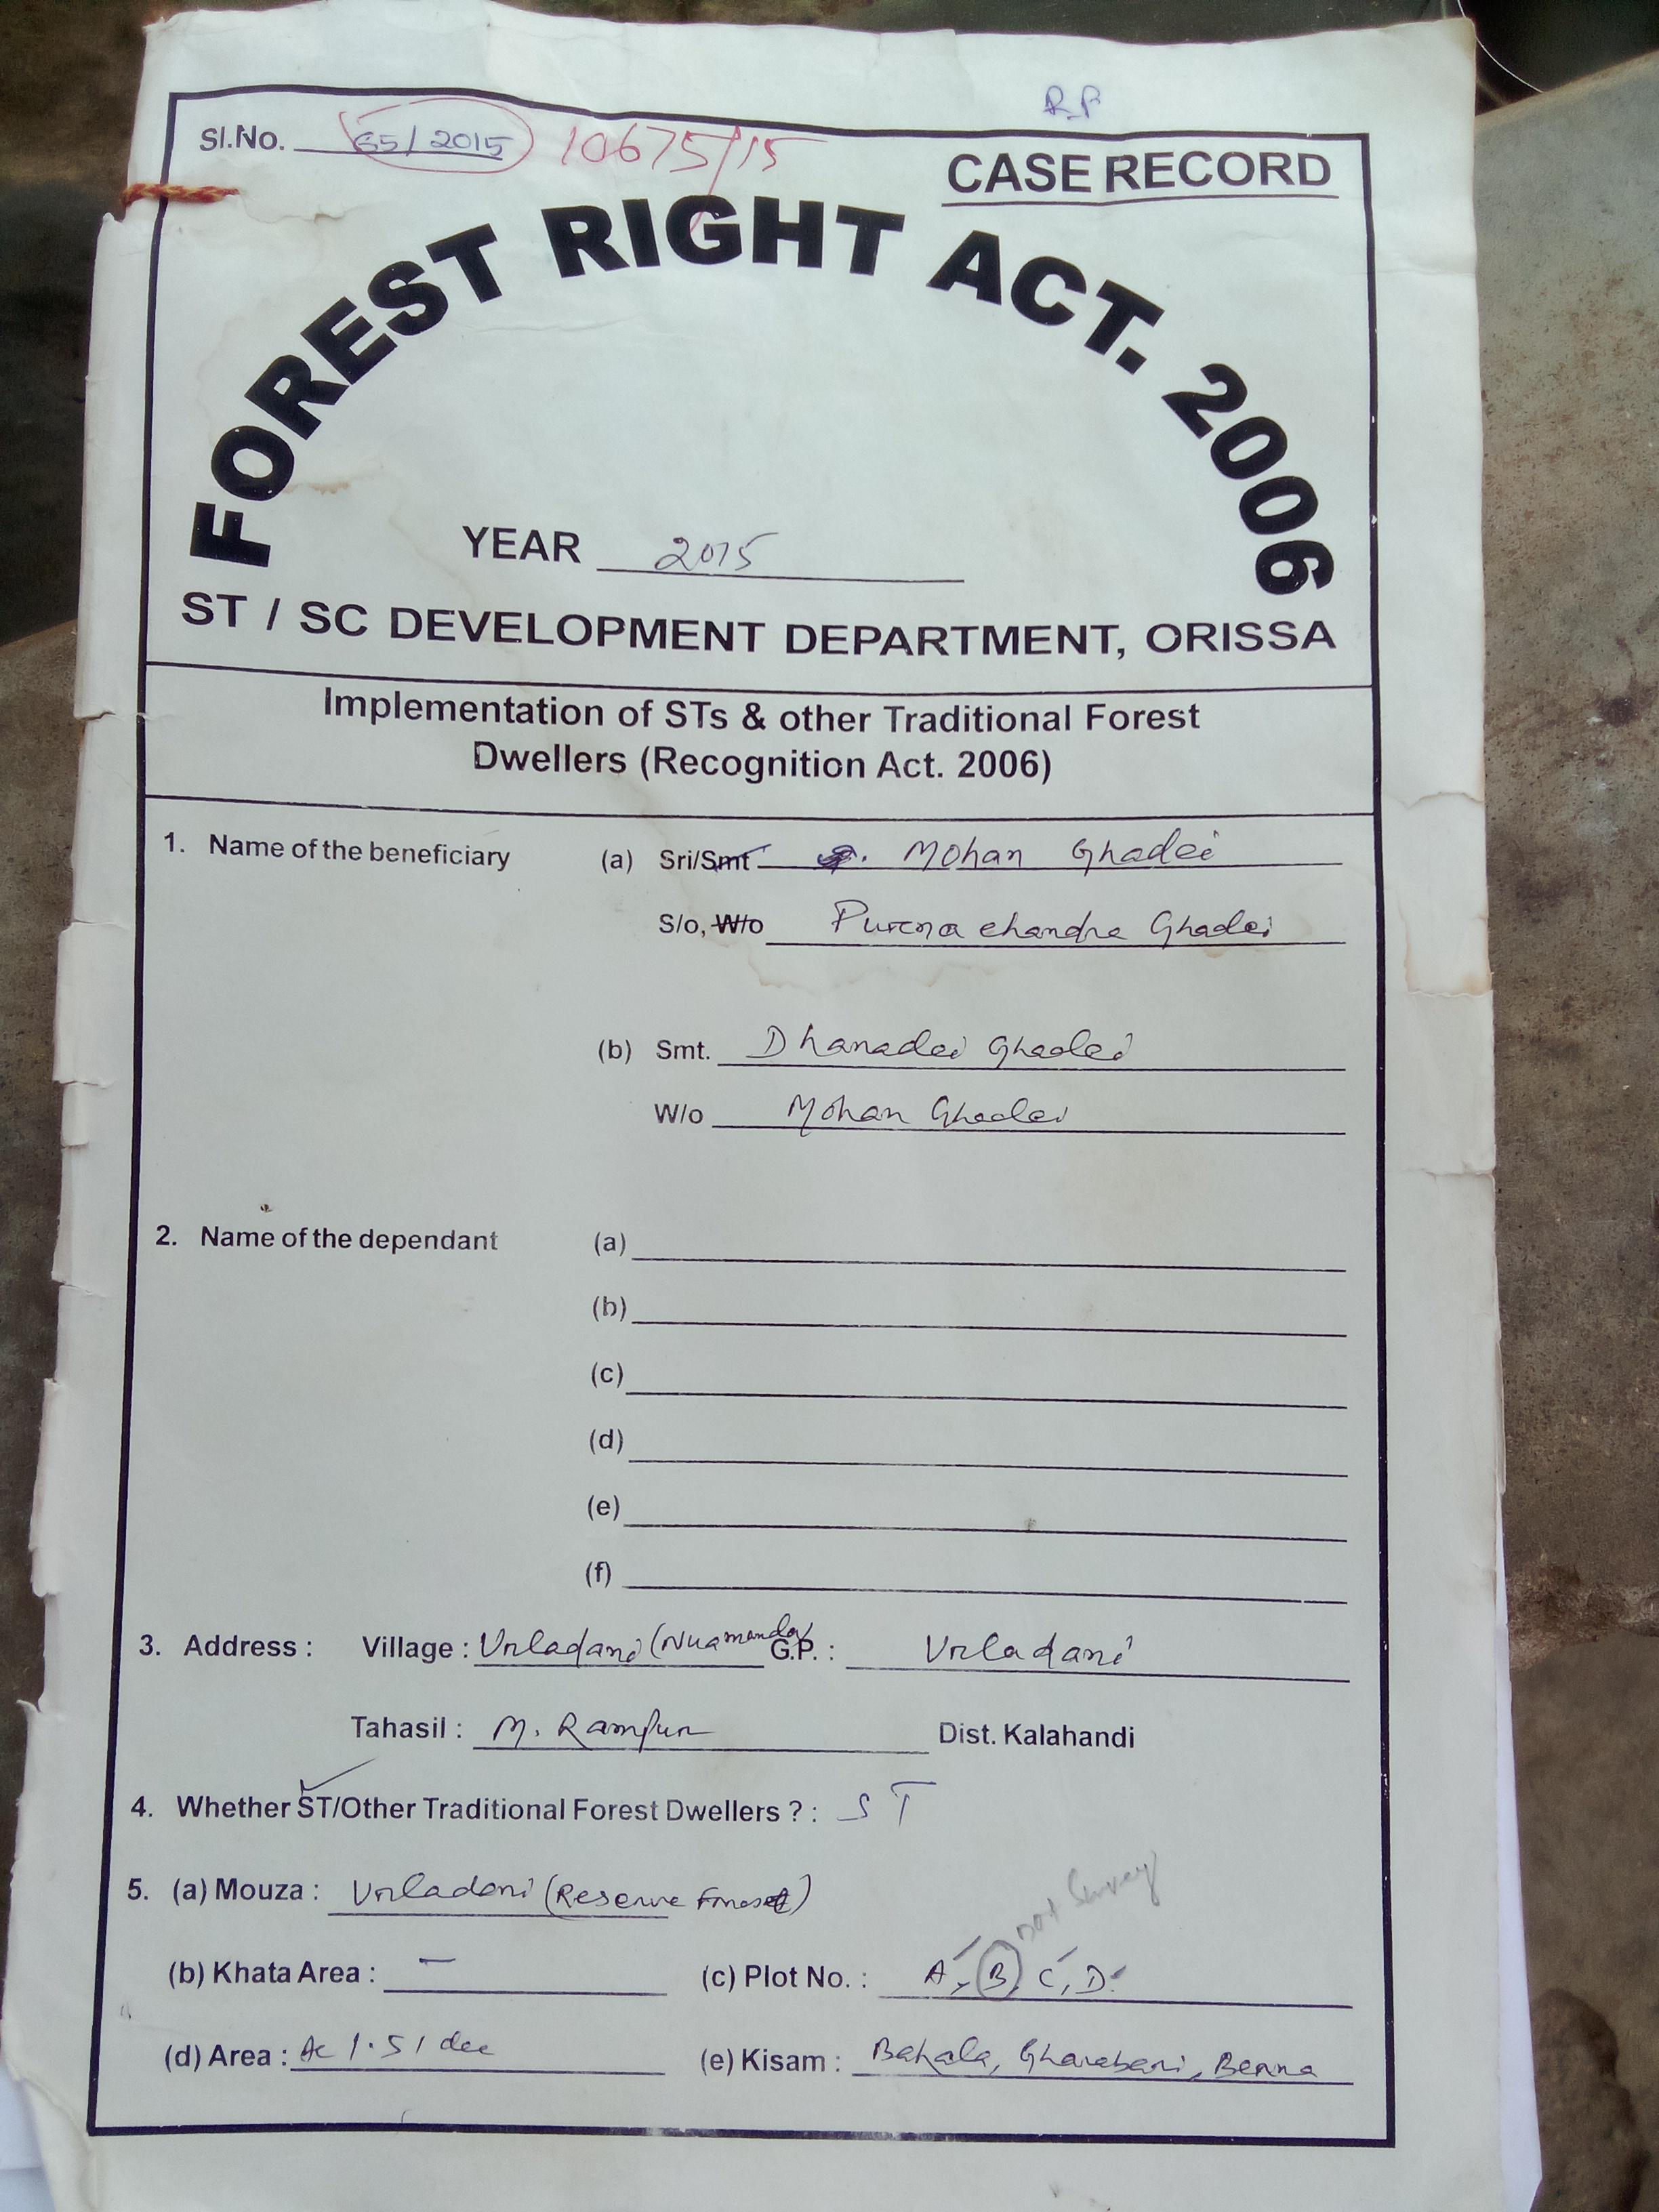 R.P
Sl.No. 65/2015 10675/15
CASE RECORD
FOREST RIGHT ACT. 2006
YEAR 2015
ST / SC DEVELOPMENT DEPARTMENT, ORISSA
Implementation of STs & other Traditional Forest
Dwellers (Recognition Act. 2006)
1. Name of the beneficiary (a) Sri/Smt Mohan Ghadei
S/o, W/o Purna chandra Ghadei
(b) Smt. Dhanadei Ghadei
W/o Mohan Ghadei
2. Name of the dependant (a)
(b)
(c)
(d)
(e)
(f)
3. Address : Village : Urladani (Nuamunda) G.P. : Urladani
Tahasil : M. Rampur Dist. Kalahandi
4. Whether ST/Other Traditional Forest Dwellers ? : ST
5. (a) Mouza : Urladani (Reserve Forest)
not Survey
(b) Khata Area : — (c) Plot No. : A, B, C, D
(d) Area : Ac 1.51 dec (e) Kisam : Bahala, Gharabari, Berna